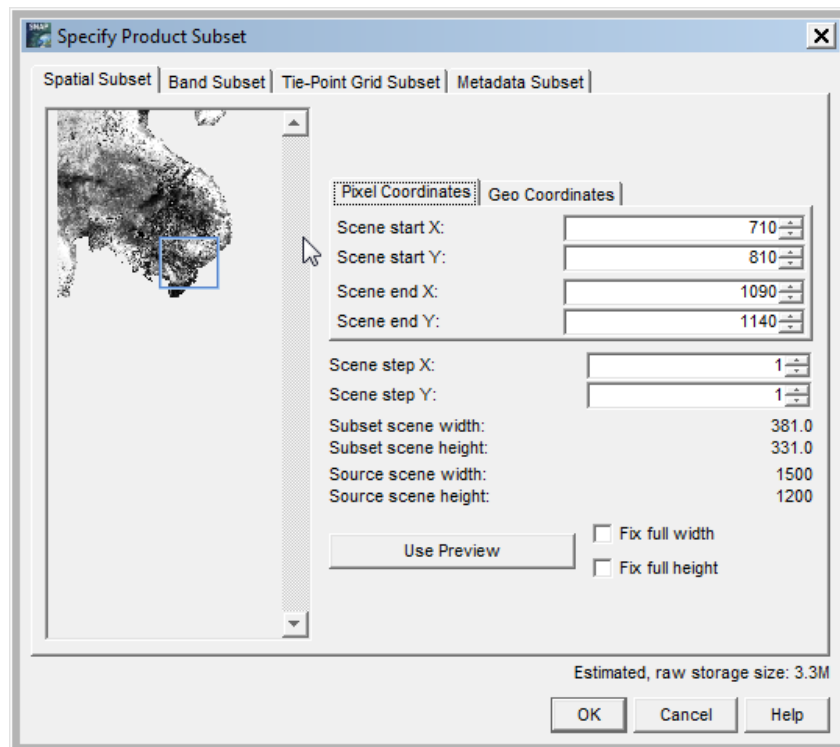 SNAP
Specify Product Subset
Spatial Subset Band Subset Tie-Point Grid Subset Metadata Subset
Pixel Coordinates Geo Coordinates
Scene start X: 710
Scene start Y: 810
Scene end X: 1090
Scene end Y: 1140
Scene step X: 1
Scene step Y: 1
Subset scene width: 381.0
Subset scene height: 331.0
Source scene width: 1500
Source scene height: 1200
Use Preview
Fix full width
Fix full height
Estimated, raw storage size: 3.3M
OK Cancel Help